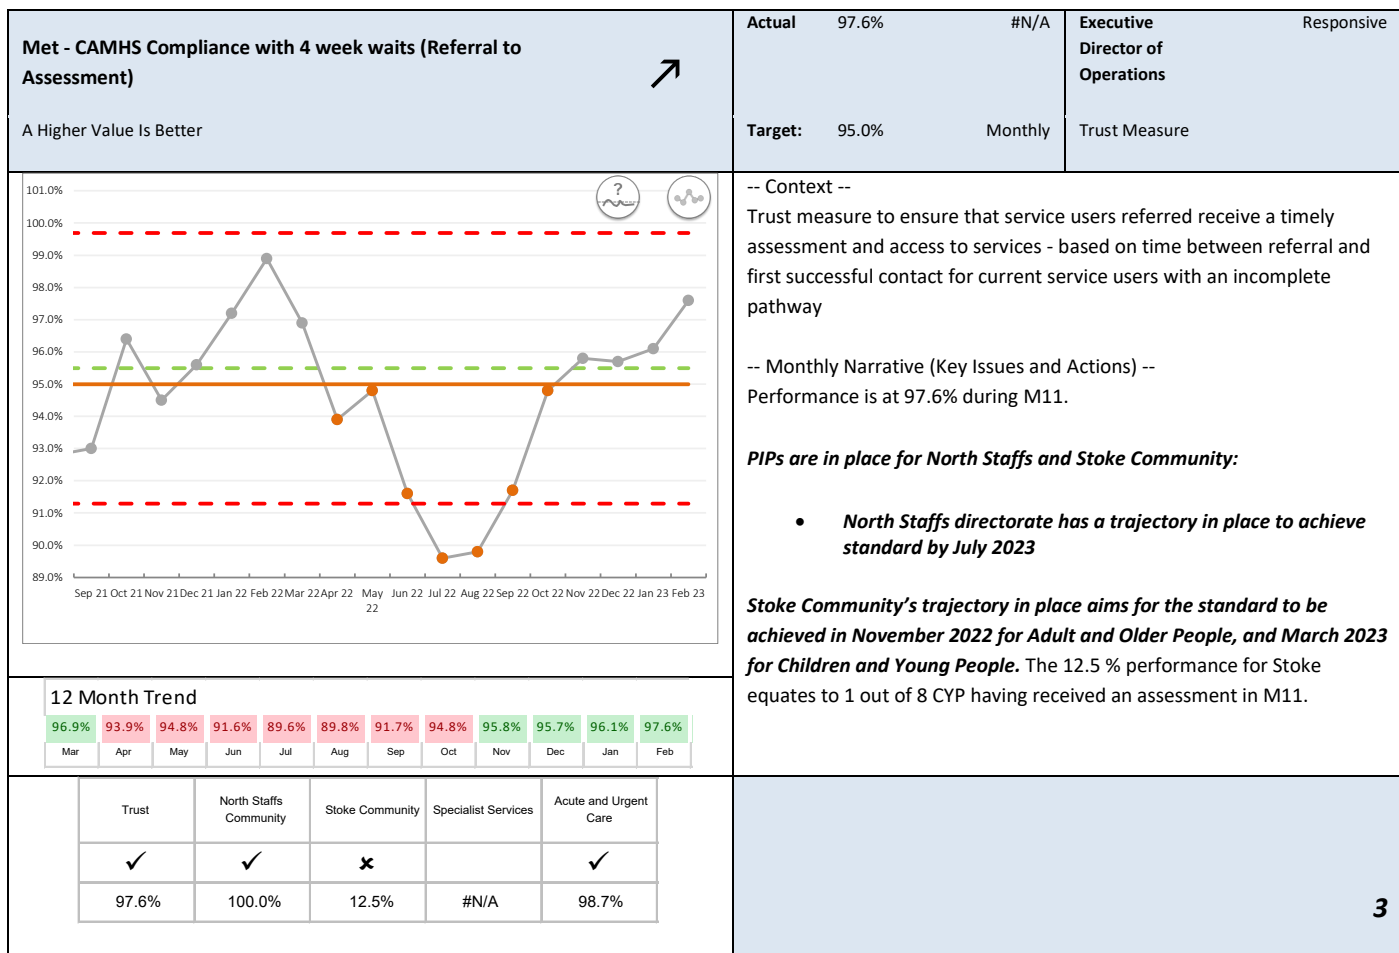 Met - CAMHS Compliance with 4 week waits (Referral to
Assessment)
A Higher Value Is Better
Actual 97.6% #N/A
Target: 95.0% Monthly
Executive Responsive
Director of
Operations
Trust Measure
?
101.0%
100.0%
99.0%
98.0%
97.0%
96.0%
95.0%
94.0%
93.0%
92.0%
91.0%
90.0%
89.0%
Sep 21 Oct 21 Nov 21 Dec 21 Jan 22 Feb 22 Mar 22 Apr 22 May 22 Jun 22 Jul 22 Aug 22 Sep 22 Oct 22 Nov 22 Dec 22 Jan 23 Feb 23
-- Context --
Trust measure to ensure that service users referred receive a timely
assessment and access to services - based on time between referral and
first successful contact for current service users with an incomplete
pathway
-- Monthly Narrative (Key Issues and Actions) --
Performance is at 97.6% during M11.
PIPs are in place for North Staffs and Stoke Community:
• North Staffs directorate has a trajectory in place to achieve
standard by July 2023
Stoke Community’s trajectory in place aims for the standard to be
achieved in November 2022 for Adult and Older People, and March 2023
for Children and Young People. The 12.5 % performance for Stoke
equates to 1 out of 8 CYP having received an assessment in M11.
12 Month Trend
96.9% 93.9% 94.8% 91.6% 89.6% 89.8% 91.7% 94.8% 95.8% 95.7% 96.1% 97.6%
Mar Apr May Jun Jul Aug Sep Oct Nov Dec Jan Feb
Trust North Staffs Community Stoke Community Specialist Services Acute and Urgent Care
✓ ✓ ✗ ✓
97.6% 100.0% 12.5% #N/A 98.7%
3